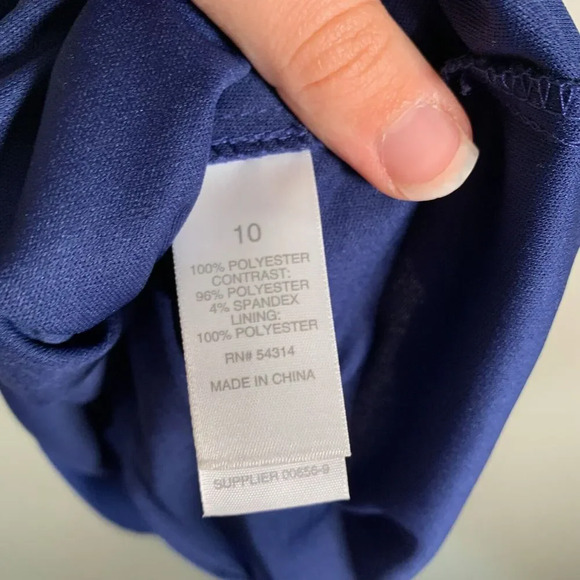 10
100% POLYESTER
CONTRAST:
96% POLYESTER
4% SPANDEX
LINING:
100% POLYESTER
RN# 54314
MADE IN CHINA
SUPPLIER 00656-9